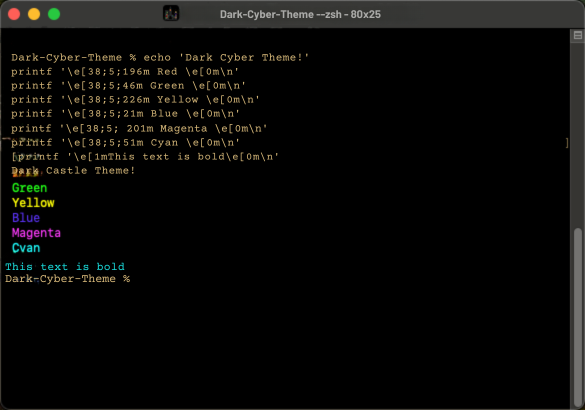 Dark-Cyber-Theme --zsh - 80x25
Dark-Cyber-Theme % echo 'Dark Cyber Theme!'
printf '\e[38;5;196m Red \e[0m\n'
printf '\e[38;5;46m Green \e[0m\n'
printf '\e[38;5;226m Yellow \e[0m\n'
printf '\e[38;5;21m Blue \e[0m\n'
printf '\e[38;5; 201m Magenta \e[0m\n'
printf '\e[38;5;51m Cyan \e[0m\n'
[printf '\e[1mThis text is bold\e[0m\n' ]
Dark Castle Theme!
Green
Yellow
Blue
Magenta
Cvan
This text is bold
Dark-Cyber-Theme %